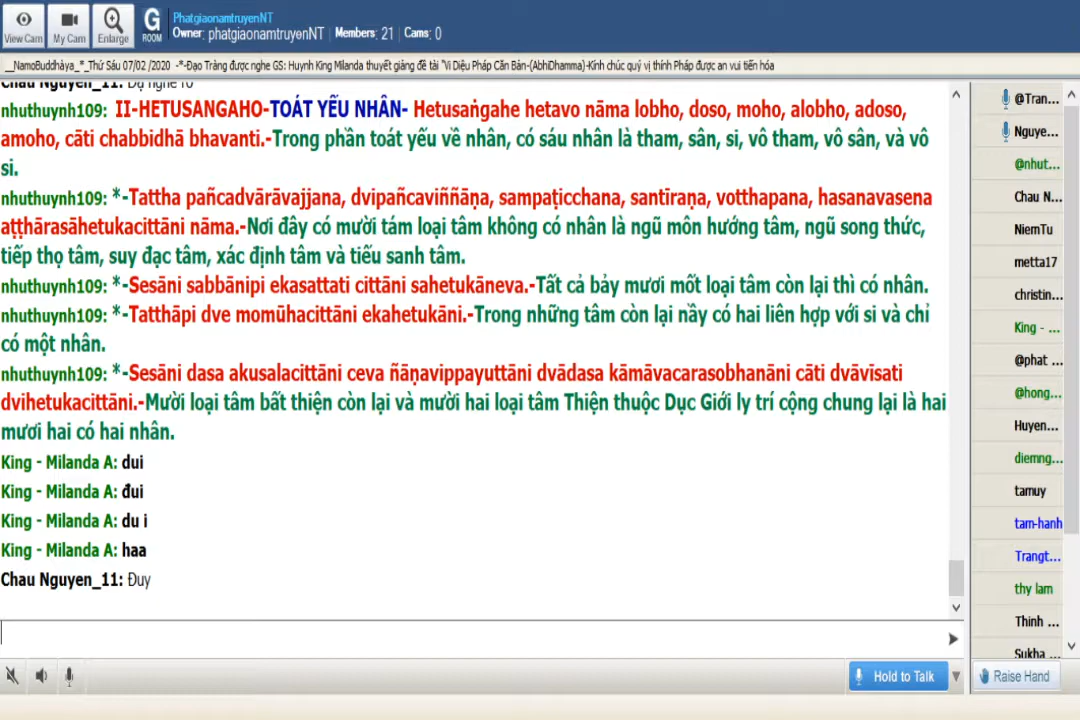 PhatgiaonamtruyenNT
Owner: phatgiaonamtruyenNT | Members: 21 | Cams: 0
View Cam My Cam Enlarge G ROOM
__NamoBuddhàya_*_Thứ Sáu 07/02 /2020 -*-Đạo Tràng được nghe GS: Huynh King Milanda thuyết giảng đề tài "Vi Diệu Pháp Căn Bản-(AbhiDhamma)-Kính chúc quý vị thính Pháp được an vui tiến hóa
Chau Nguyen_11: Dạ nghe rõ
nhuthuynh109: II-HETUSANGAHO-TOÁT YẾU NHÂN- Hetusaṅgahe hetavo nāma lobho, doso, moho, alobho, adoso,
amoho, cāti chabbidhā bhavanti.-Trong phần toát yếu về nhân, có sáu nhân là tham, sân, si, vô tham, vô sân, và vô
si.
nhuthuynh109: *-Tattha pañcadvārāvajjana, dvipañcaviññāṇa, sampaṭicchana, santīraṇa, votthapana, hasanavasena
aṭṭhārasāhetukacittāni nāma.-Nơi đây có mười tám loại tâm không có nhân là ngũ môn hướng tâm, ngũ song thức,
tiếp thọ tâm, suy đạc tâm, xác định tâm và tiếu sanh tâm.
nhuthuynh109: *-Sesāni sabbānipi ekasattati cittāni sahetukāneva.-Tất cả bảy mươi mốt loại tâm còn lại thì có nhân.
nhuthuynh109: *-Tatthāpi dve momūhacittāni ekahetukāni.-Trong những tâm còn lại nầy có hai liên hợp với si và chỉ
có một nhân.
nhuthuynh109: *-Sesāni dasa akusalacittāni ceva ñāṇavippayuttāni dvādasa kāmāvacarasobhanāni cāti dvāvīsati
dvihetukacittāni.-Mười loại tâm bất thiện còn lại và mười hai loại tâm Thiện thuộc Dục Giới ly trí cộng chung lại là hai
mươi hai có hai nhân.
King - Milanda A: dui
King - Milanda A: đui
King - Milanda A: du i
King - Milanda A: haa
Chau Nguyen_11: Đuy
@Tran...
Nguye...
@nhut...
Chau N...
NiemTu
metta17
christin...
King - ...
@phat ...
@hong...
Huyen...
diemng...
tamuy
tam-hanh
Trangt...
thy lam
Thinh ...
Sukha ...
Hold to Talk
Raise Hand